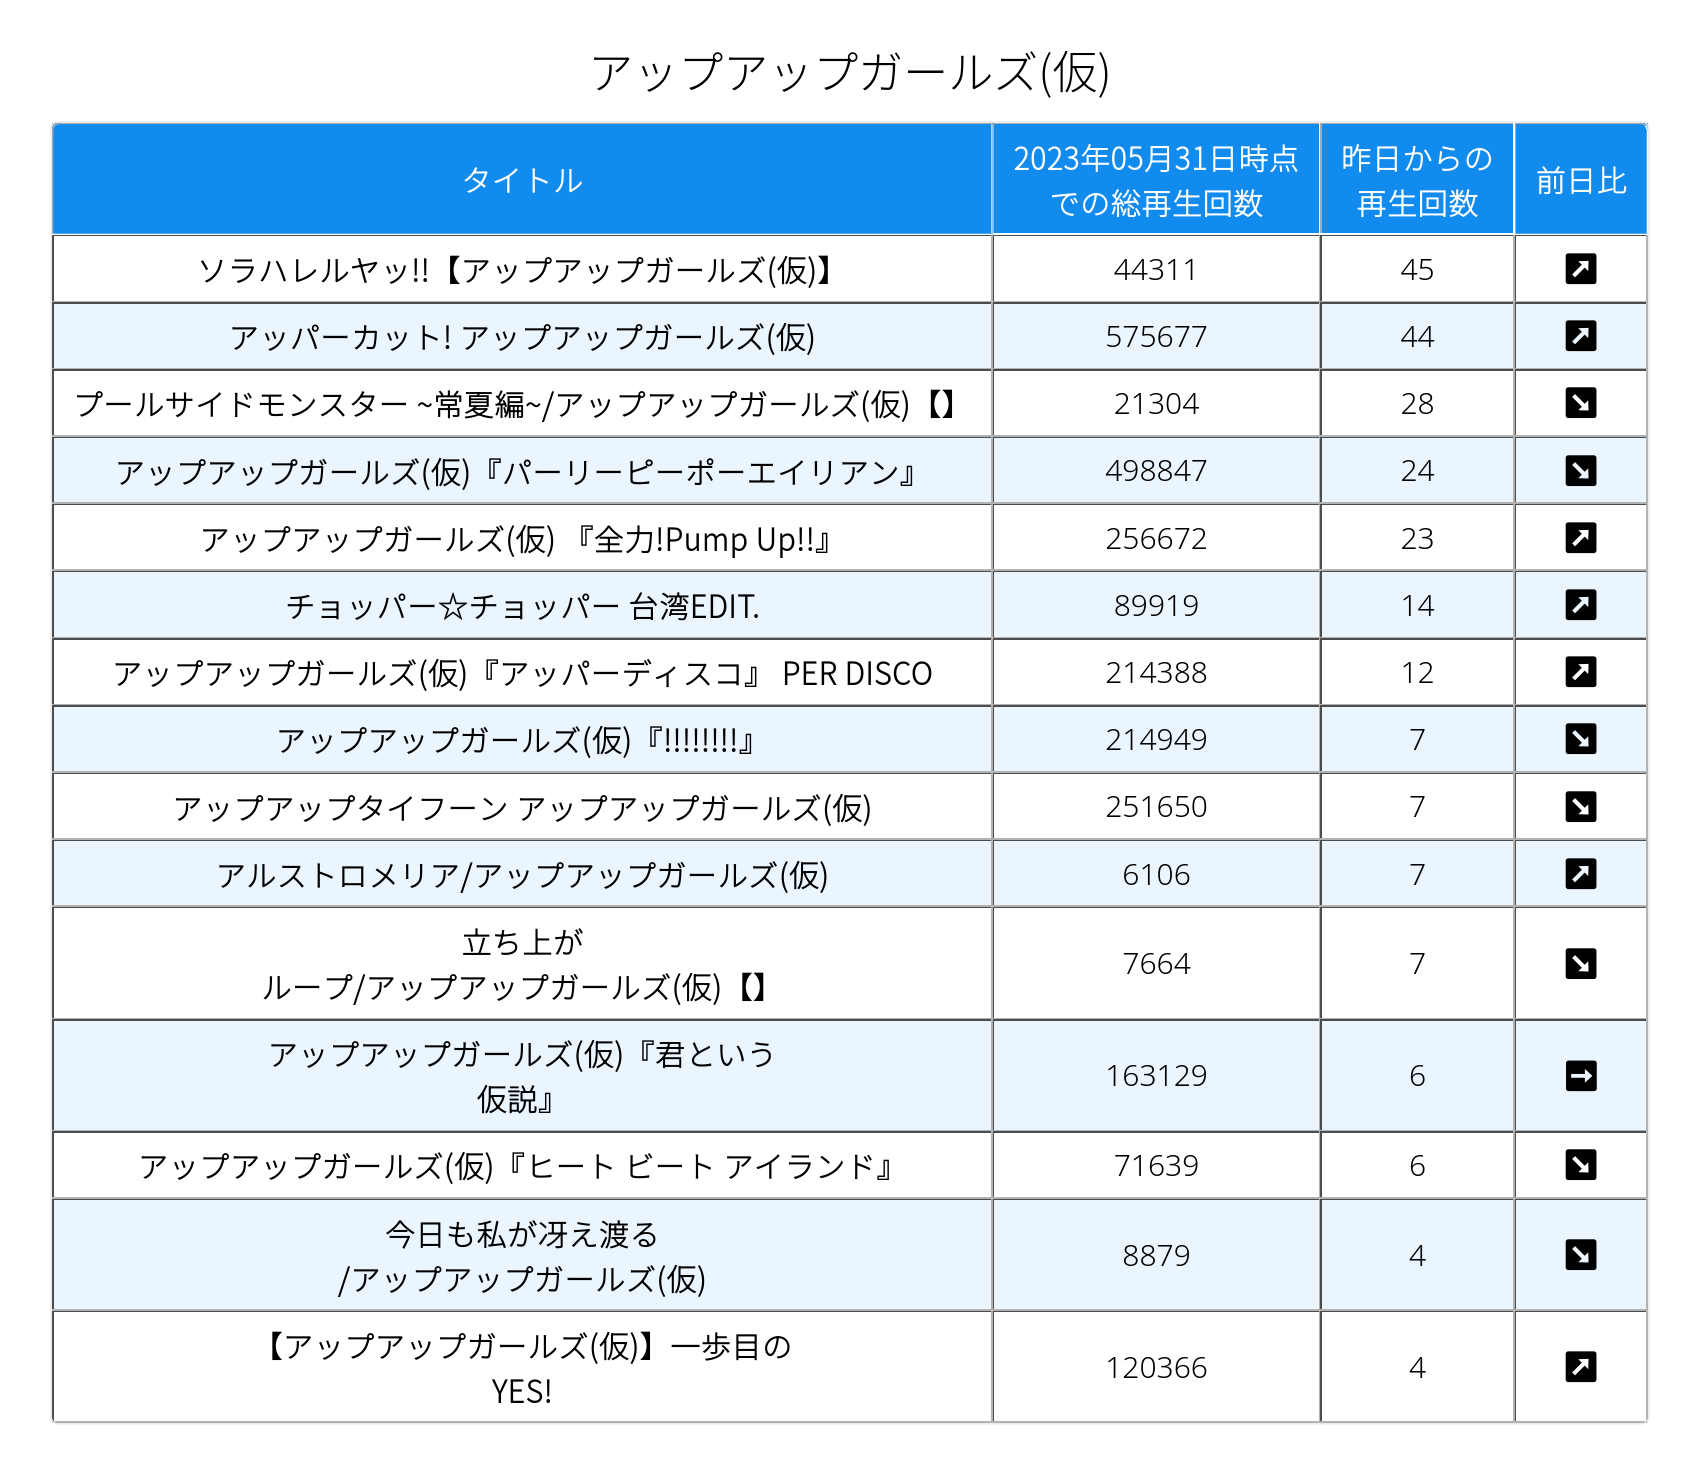 アップアップガールズ(仮)
タイトル
2023年05月31日時点
での総再生回数
昨日からの
再生回数
前日比
ソラハレルヤッ!!【アップアップガールズ(仮)】 44311 45 ↗
アッパーカット! アップアップガールズ(仮) 575677 44 ↗
プールサイドモンスター ~常夏編~/アップアップガールズ(仮)【】 21304 28 ↘
アップアップガールズ(仮)『パーリーピーポーエイリアン』 498847 24 ↘
アップアップガールズ(仮) 『全力!Pump Up!!』 256672 23 ↗
チョッパー☆チョッパー 台湾EDIT. 89919 14 ↗
アップアップガールズ(仮)『アッパーディスコ』 PER DISCO 214388 12 ↗
アップアップガールズ(仮)『!!!!!!!!』 214949 7 ↘
アップアップタイフーン アップアップガールズ(仮) 251650 7 ↘
アルストロメリア/アップアップガールズ(仮) 6106 7 ↗
立ち上が
ループ/アップアップガールズ(仮)【】 7664 7 ↘
アップアップガールズ(仮)『君という
仮説』 163129 6 →
アップアップガールズ(仮)『ヒート ビート アイランド』 71639 6 ↘
今日も私が冴え渡る
/アップアップガールズ(仮) 8879 4 ↘
【アップアップガールズ(仮)】一歩目の
YES! 120366 4 ↗